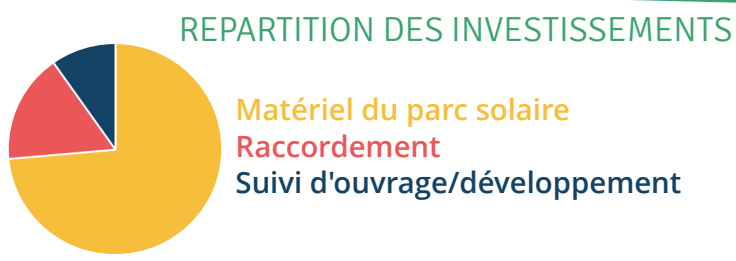 REPARTITION DES INVESTISSEMENTS
Matériel du parc solaire
Raccordement
Suivi d'ouvrage/développement